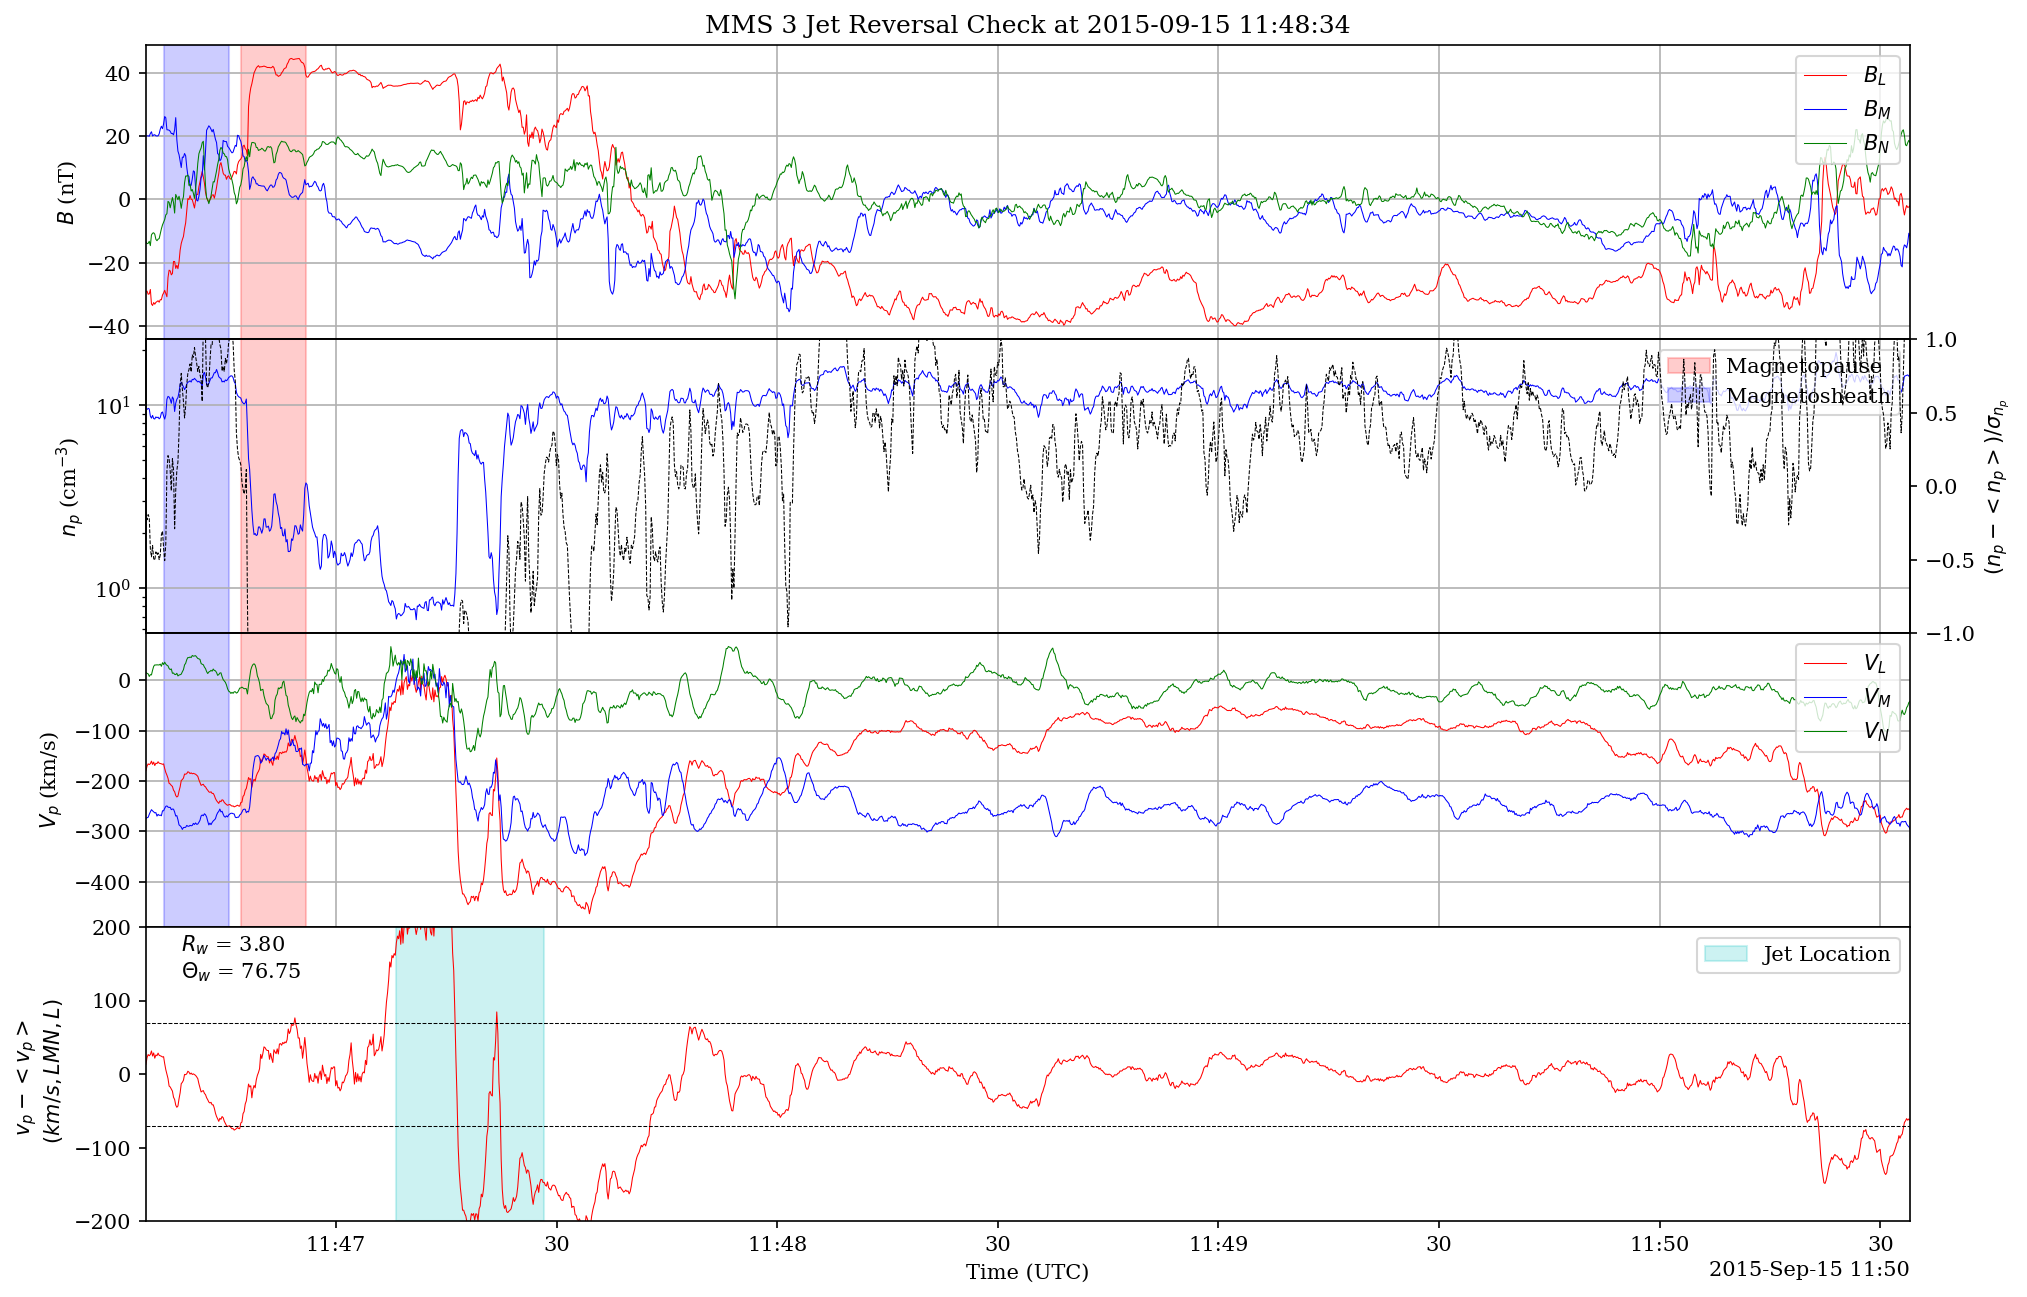 MMS 3 Jet Reversal Check at 2015-09-15 11:48:34
40
20
0
−20
−40
B (nT)
B_L
B_M
B_N
10^1
10^0
n_p (cm^−3)
1.0
0.5
0.0
−0.5
−1.0
(n_p − < n_p >)/σ_{n_p}
Magnetopause
Magnetosheath
0
−100
−200
−300
−400
V_p (km/s)
V_L
V_M
V_N
200
100
0
−100
−200
v_p − < v_p >
(km/s, LMN, L)
R_w = 3.80
Θ_w = 76.75
Jet Location
11:47 30 11:48 30 11:49 30 11:50 30
Time (UTC)
2015-Sep-15 11:50